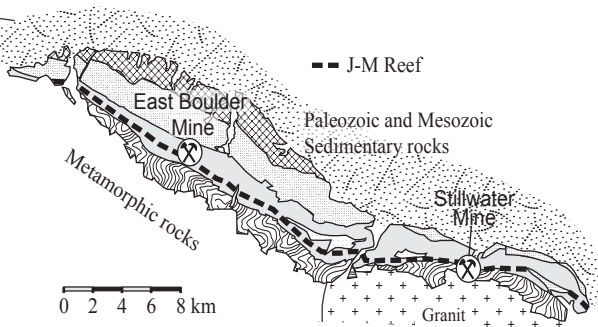 J-M Reef
East Boulder
Mine
Paleozoic and Mesozoic
Sedimentary rocks
Metamorphic rocks
Stillwater
Mine
0 2 4 6 8 km
Granit